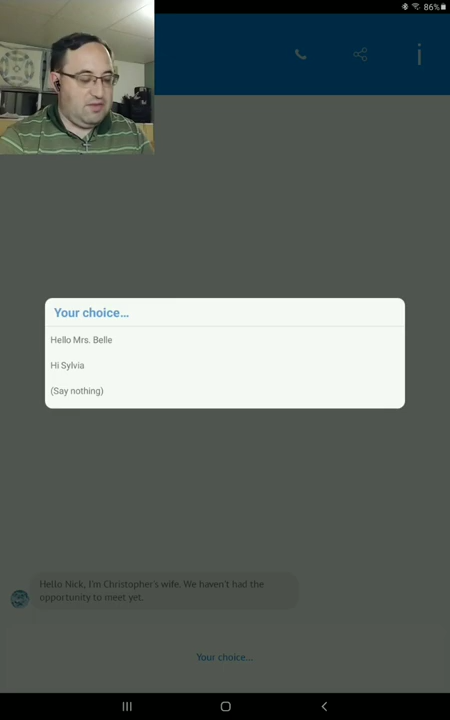 86%
Your choice...
Hello Mrs. Belle
Hi Sylvia
(Say nothing)
Hello Nick, I'm Christopher's wife. We haven't had the
opportunity to meet yet.
Your choice...